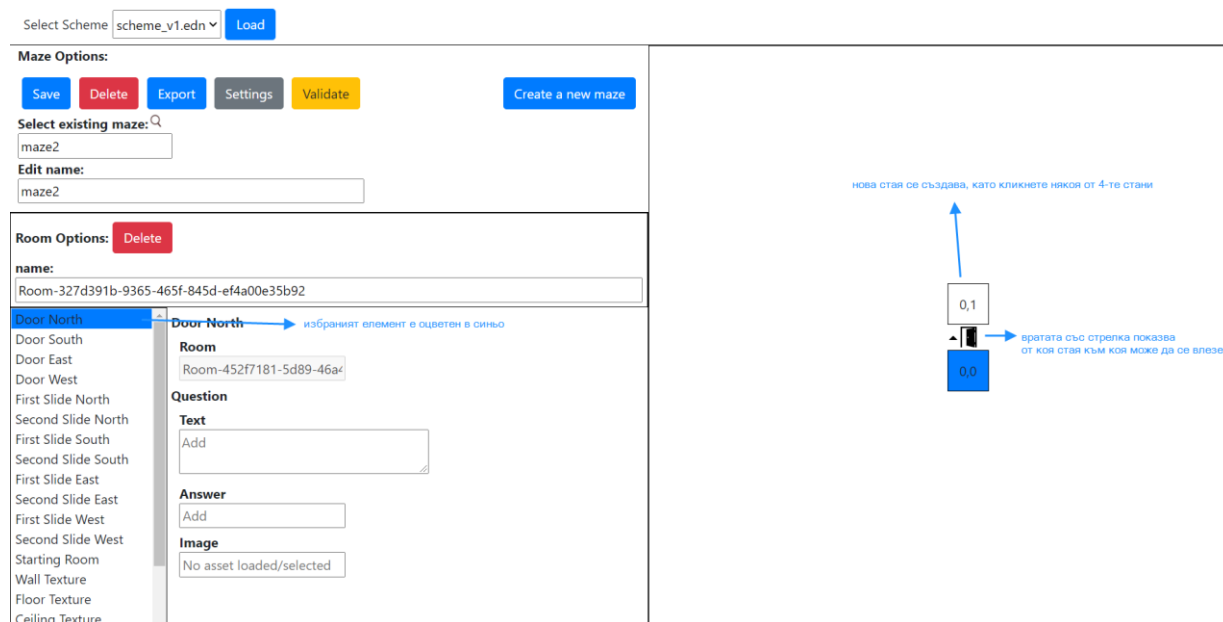 Select Scheme scheme_v1.edn Load
Maze Options:
Save Delete Export Settings Validate Create a new maze
Select existing maze:
maze2
Edit name:
maze2
Room Options: Delete
name:
Room-327d391b-9365-465f-845d-ef4a00e35b92
Door North
Door South
Door East
Door West
First Slide North
Second Slide North
First Slide South
Second Slide South
First Slide East
Second Slide East
First Slide West
Second Slide West
Starting Room
Wall Texture
Floor Texture
Ceiling Texture
Door North
избраният елемент е оцветен в синьо
Room
Room-452f7181-5d89-46a4
Question
Text
Add
Answer
Add
Image
No asset loaded/selected
нова стая се създава, като кликнете някоя от 4-те стани
0,1
вратата със стрелка показва
от коя стая към коя може да се влезе
0,0